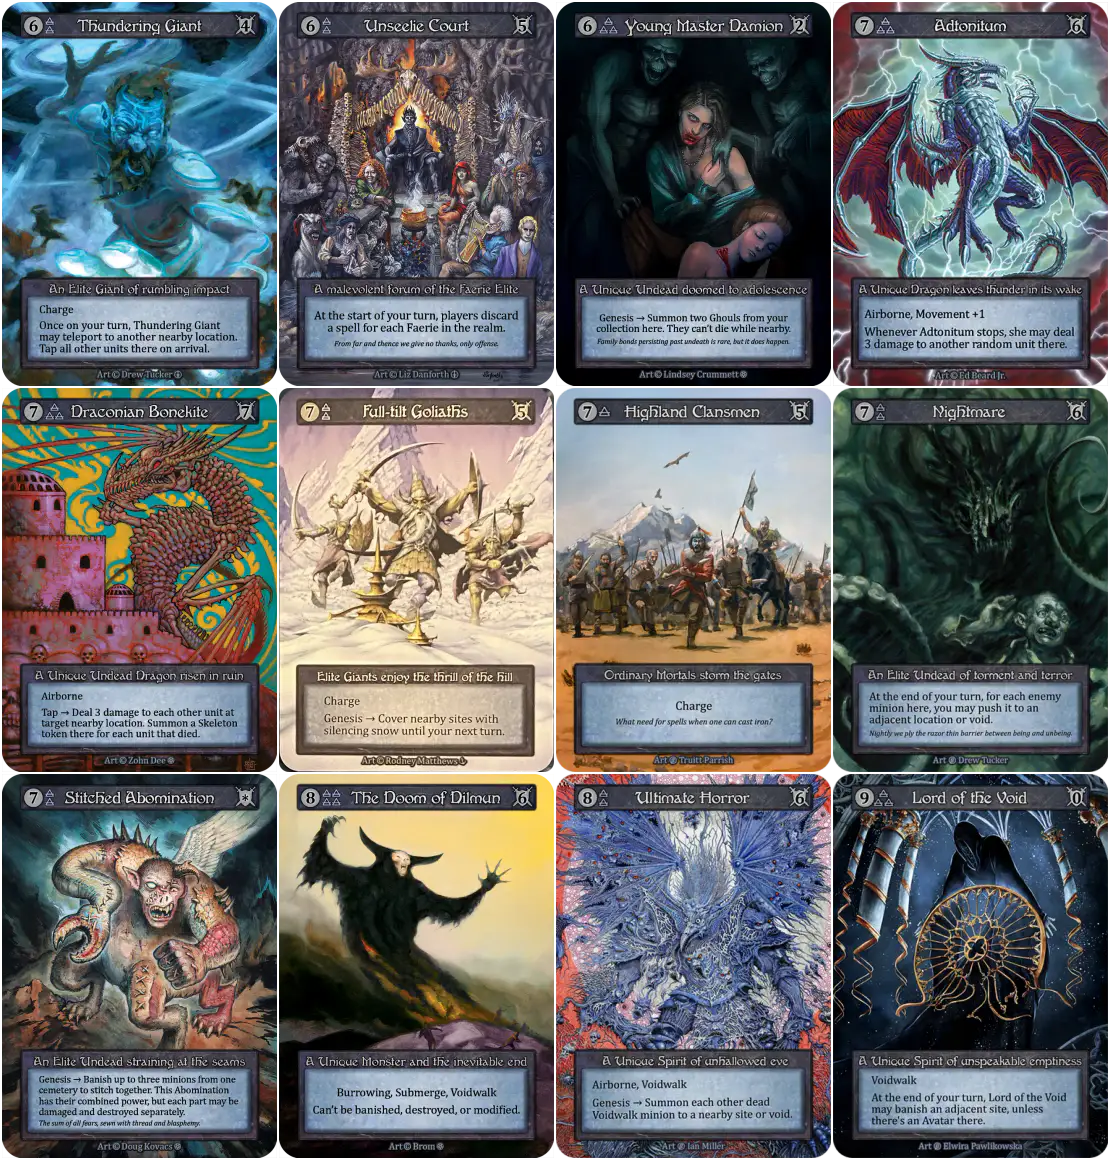 6 Thundering Giant 4
An Elite Giant of rumbling impact
Charge
Once on your turn, Thundering Giant
may teleport to another nearby location.
Tap all other units there on arrival.
Art © Drew Tucker
6 Unseelie Court 5
A malevolent forum of the Faerie Elite
At the start of your turn, players discard
a spell for each Faerie in the realm.
From far and thence we give no thanks, only offense.
Art © Liz Danforth
6 Young Master Damion 2
A Unique Undead doomed to adolescence
Genesis → Summon two Ghouls from your
collection here. They can't die while nearby.
Family bonds persisting past undeath is rare, but it does happen.
Art © Lindsey Crummett
7 Adtonitum 6
A Unique Dragon leaves thunder in its wake
Airborne, Movement +1
Whenever Adtonitum stops, she may deal
3 damage to another random unit there.
Art © Ed Beard Jr.
7 Draconian Bonekite 7
A Unique Undead Dragon risen in ruin
Airborne
Tap → Deal 3 damage to each other unit at
target nearby location. Summon a Skeleton
token there for each unit that died.
Art © Zohn Dee
7 Full-tilt Goliaths 5
Elite Giants enjoy the thrill of the hill
Charge
Genesis → Cover nearby sites with
silencing snow until your next turn.
Art © Rodney Matthews
7 Highland Clansmen 5
Ordinary Mortals storm the gates
Charge
What need for spells when one can cast iron?
Art @ Truitt Parrish
7 Nightmare 6
An Elite Undead of torment and terror
At the end of your turn, for each enemy
minion here, you may push it to an
adjacent location or void.
Nightly we ply the razor thin barrier between being and unbeing.
Art @ Drew Tucker
7 Stitched Abomination *
An Elite Undead straining at the seams
Genesis → Banish up to three minions from one
cemetery to stitch together. This Abomination
has their combined power, but each part may be
damaged and destroyed separately.
The sum of all fears, sewn with thread and blasphemy.
Art © Doug Kovacs
8 The Doom of Dilmun 6
A Unique Monster and the inevitable end
Burrowing, Submerge, Voidwalk
Can't be banished, destroyed, or modified.
Art © Brom
8 Ultimate Horror 6
A Unique Spirit of unhallowed eve
Airborne, Voidwalk
Genesis → Summon each other dead
Voidwalk minion to a nearby site or void.
Art @ Ian Miller
9 Lord of the Void 0
A Unique Spirit of unspeakable emptiness
Voidwalk
At the end of your turn, Lord of the Void
may banish an adjacent site, unless
there's an Avatar there.
Art @ Elwira Pawlikowska